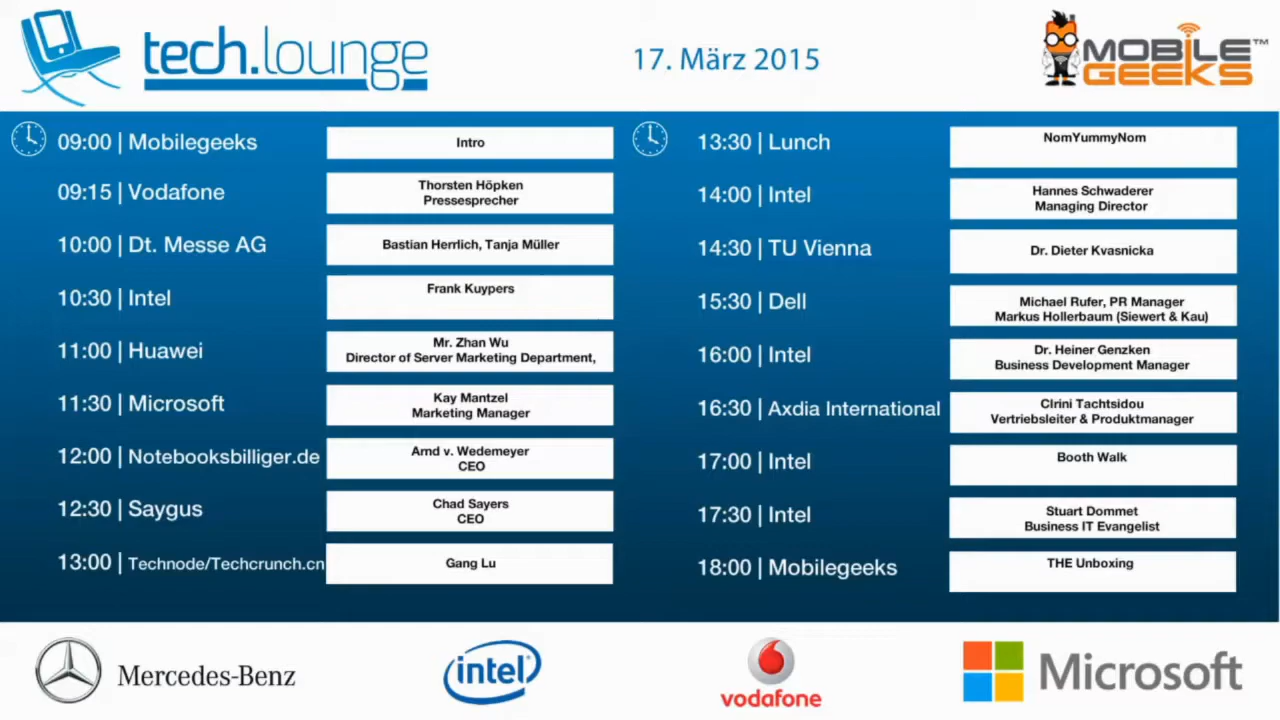 tech.lounge
17. März 2015
MOBILE GEEKS™
09:00 | Mobilegeeks
Intro
09:15 | Vodafone
Thorsten Höpken
Pressesprecher
10:00 | Dt. Messe AG
Bastian Herrlich, Tanja Müller
10:30 | Intel
Frank Kuypers
11:00 | Huawei
Mr. Zhan Wu
Director of Server Marketing Department,
11:30 | Microsoft
Kay Mantzel
Marketing Manager
12:00 | Notebooksbilliger.de
Arnd v. Wedemeyer
CEO
12:30 | Saygus
Chad Sayers
CEO
13:00 | Technode/Techcrunch.cn
Gang Lu
13:30 | Lunch
NomYummyNom
14:00 | Intel
Hannes Schwaderer
Managing Director
14:30 | TU Vienna
Dr. Dieter Kvasnicka
15:30 | Dell
Michael Rufer, PR Manager
Markus Hollerbaum (Siewert & Kau)
16:00 | Intel
Dr. Heiner Genzken
Business Development Manager
16:30 | Axdia International
CIrini Tachtsidou
Vertriebsleiter & Produktmanager
17:00 | Intel
Booth Walk
17:30 | Intel
Stuart Dommet
Business IT Evangelist
18:00 | Mobilegeeks
THE Unboxing
Mercedes-Benz
intel
vodafone
Microsoft